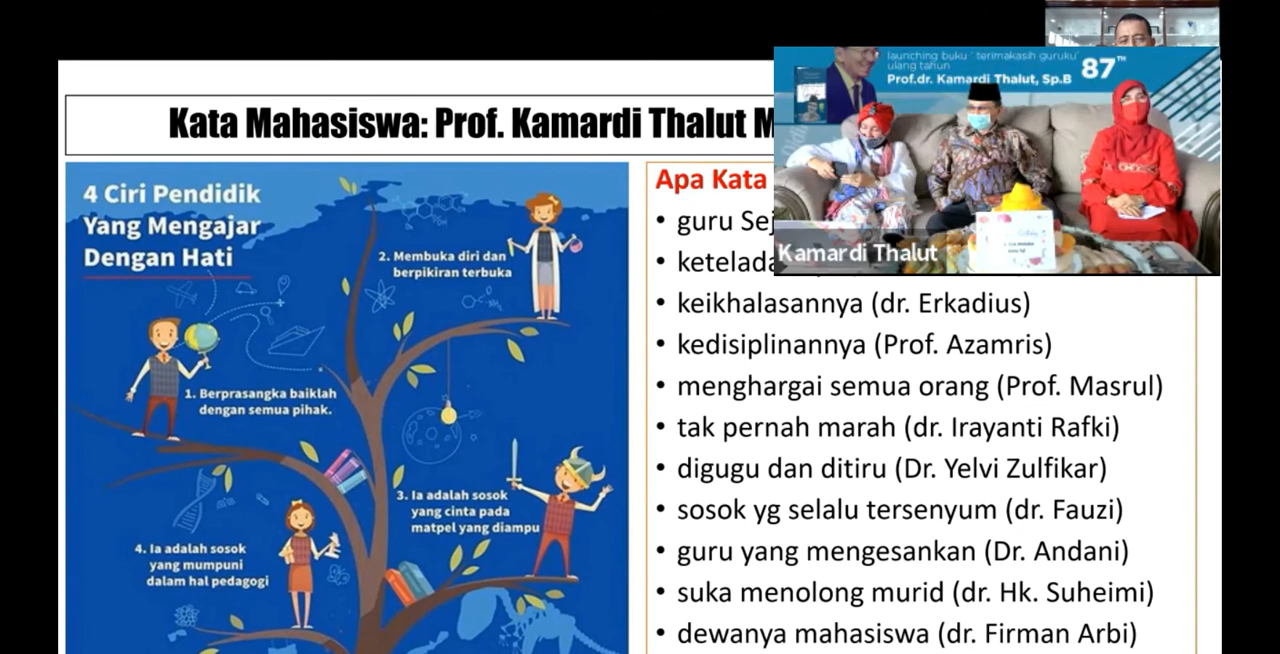 launching buku ' terimakasih guruku'
ulang tahun
Prof.dr. Kamardi Thalut, Sp.B
87TH
Kamardi Thalut
Kata Mahasiswa: Prof. Kamardi Thalut
4 Ciri Pendidik
Yang Mengajar
Dengan Hati
2. Membuka diri dan
berpikiran terbuka
1. Berprasangka baiklah
dengan semua pihak.
3. Ia adalah sosok
yang cinta pada
matpel yang diampu
4. Ia adalah sosok
yang mumpuni
dalam hal pedagogi
Apa Kata
• guru
• keikhalasannya (dr. Erkadius)
• kedisiplinannya (Prof. Azamris)
• menghargai semua orang (Prof. Masrul)
• tak pernah marah (dr. Irayanti Rafki)
• digugu dan ditiru (Dr. Yelvi Zulfikar)
• sosok yg selalu tersenyum (dr. Fauzi)
• guru yang mengesankan (Dr. Andani)
• suka menolong murid (dr. Hk. Suheimi)
• dewanya mahasiswa (dr. Firman Arbi)